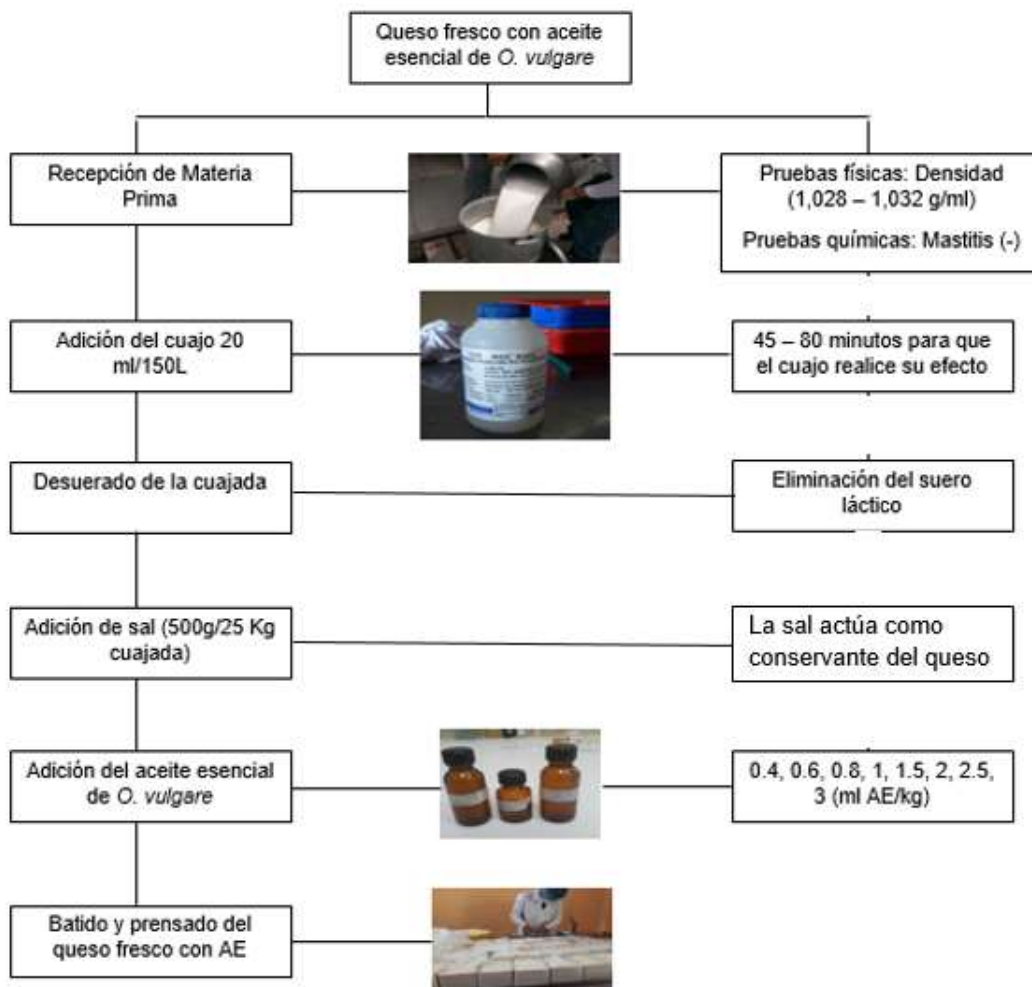 Queso fresco con aceite
esencial de O. vulgare
Recepción de Materia
Prima
Pruebas físicas: Densidad
(1,028 – 1,032 g/ml)
Pruebas químicas: Mastitis (-)
Adición del cuajo 20
ml/150L
45 – 80 minutos para que
el cuajo realice su efecto
Desuerado de la cuajada
Eliminación del suero
láctico
Adición de sal (500g/25 Kg
cuajada)
La sal actúa como
conservante del queso
Adición del aceite esencial
de O. vulgare
0.4, 0.6, 0.8, 1, 1.5, 2, 2.5,
3 (ml AE/kg)
Batido y prensado del
queso fresco con AE